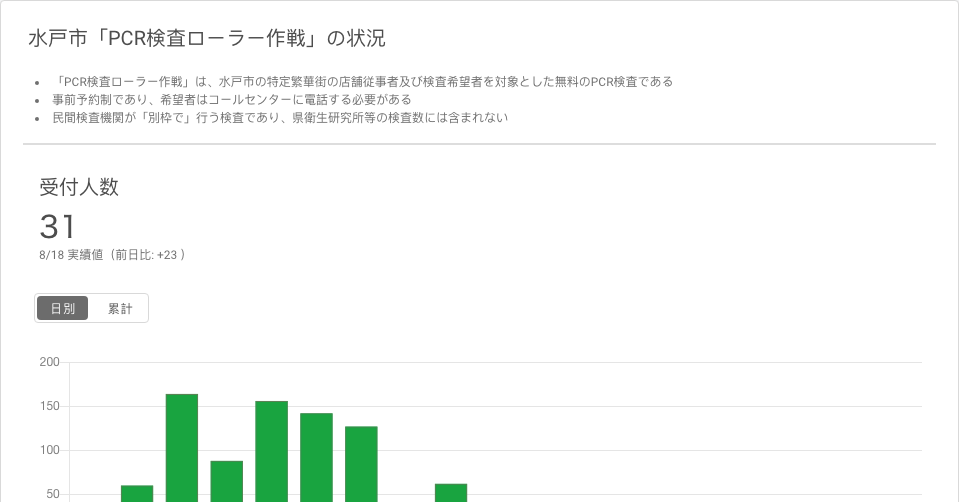 水戸市「PCR検査ローラー作戦」の状況
「PCR検査ローラー作戦」は、水戸市の特定繁華街の店舗従事者及び検査希望者を対象とした無料のPCR検査である
事前予約制であり、希望者はコールセンターに電話する必要がある
民間検査機関が「別枠で」行う検査であり、県衛生研究所等の検査数には含まれない
受付人数
31
8/18 実績値（前日比: +23 ）
日別 累計
200
150
100
50